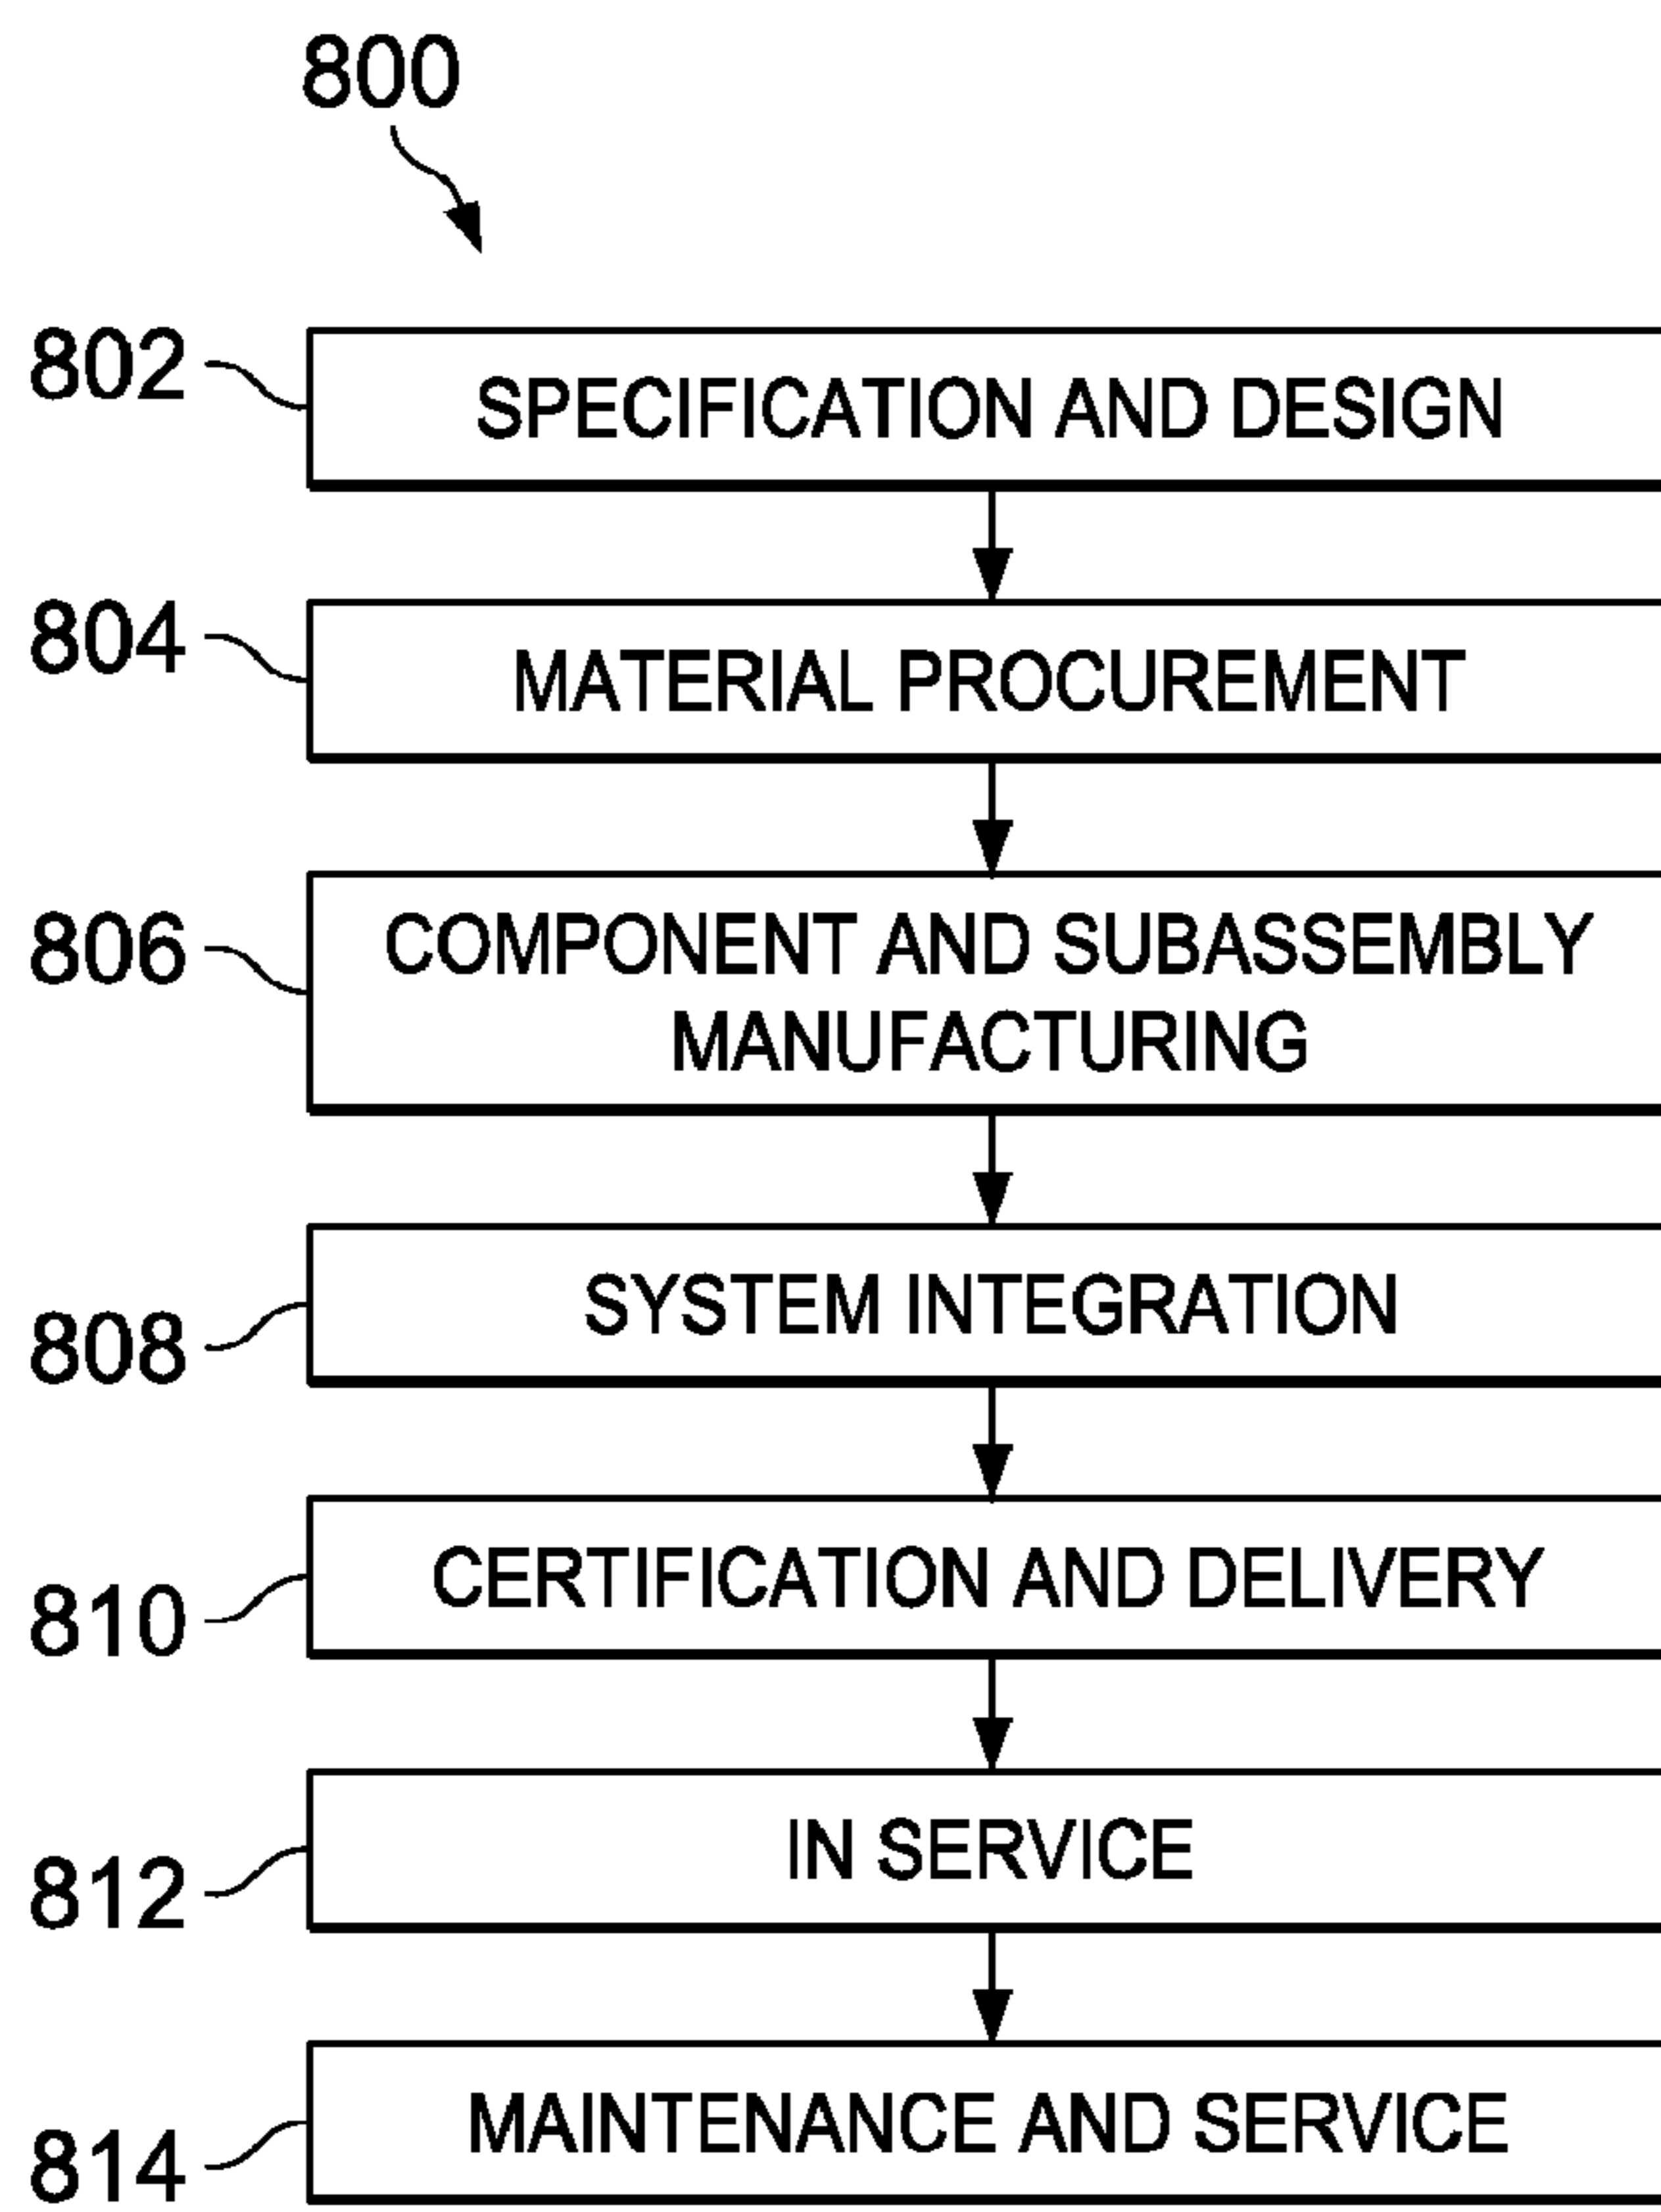 800
802
SPECIFICATION AND DESIGN
804
MATERIAL PROCUREMENT
806
COMPONENT AND SUBASSEMBLY
MANUFACTURING
808
SYSTEM INTEGRATION
810
CERTIFICATION AND DELIVERY
812
IN SERVICE
814
MAINTENANCE AND SERVICE